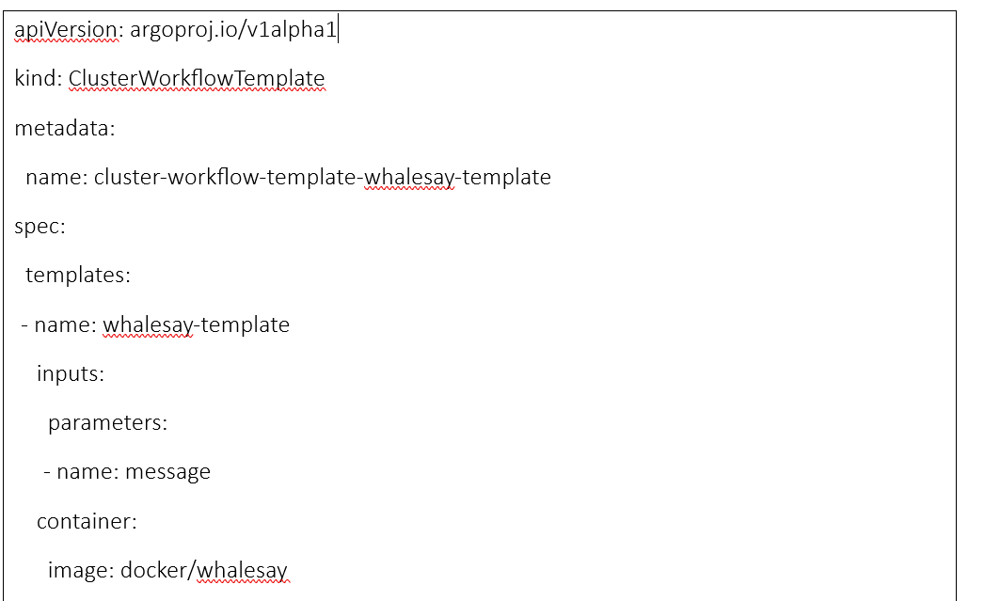 apiVersion: argoproj.io/v1alpha1
kind: ClusterWorkflowTemplate
metadata:
  name: cluster-workflow-template-whalesay-template
spec:
  templates:
 - name: whalesay-template
    inputs:
      parameters:
     - name: message
    container:
      image: docker/whalesay